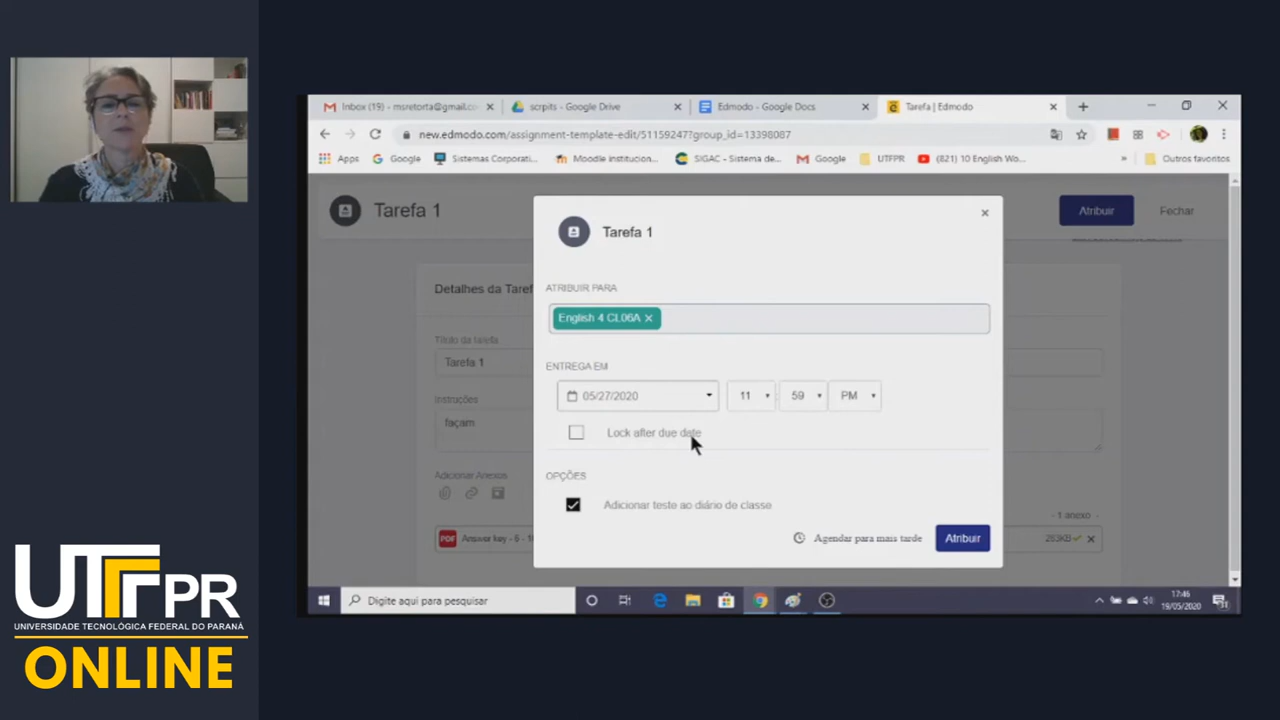 Inbox (19) - msretorta@gmail.co
scrpits - Google Drive
Edmodo - Google Docs
Tarefa | Edmodo
new.edmodo.com/assignment-template-edit/51159247?group_id=13398087
Apps
Google
Sistemas Corporati...
Moodle institucion...
SIGAC - Sistema de...
Google
UTFPR
(821) 10 English Wo...
»
Outros favoritos
Tarefa 1
Atribuir
Fechar
Tarefa 1
ATRIBUIR PARA
English 4 CL06A
ENTREGA EM
05/27/2020
11 : 59 PM
Lock after due date
OPÇÕES
Adicionar teste ao diário de classe
Agendar para mais tarde
Atribuir
Detalhes da Taref
Título da tarefa
Tarefa 1
Instruções
façam
Adicionar Anexos
- 1 anexo -
PDF
Answer key - 6 - 1
263KB
Digite aqui para pesquisar
17:46
19/05/2020
UTFPR
UNIVERSIDADE TECNOLÓGICA FEDERAL DO PARANÁ
ONLINE